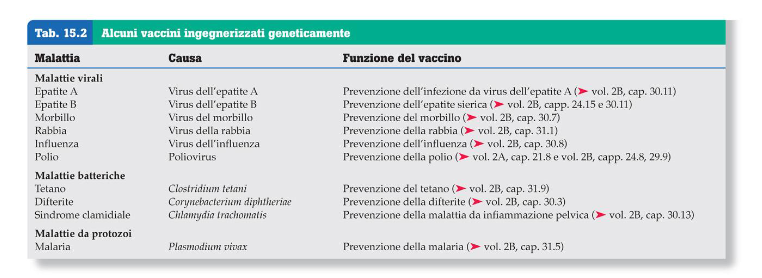 Tab. 15.2 Alcuni vaccini ingegnerizzati geneticamente
Malattia Causa Funzione del vaccino
Malattie virali
Epatite A Virus dell'epatite A Prevenzione dell'infezione da virus dell'epatite A (➤ vol. 2B, cap. 30.11)
Epatite B Virus dell'epatite B Prevenzione dell'epatite sierica (➤ vol. 2B, capp. 24.15 e 30.11)
Morbillo Virus del morbillo Prevenzione del morbillo (➤ vol. 2B, cap. 30.7)
Rabbia Virus della rabbia Prevenzione della rabbia (➤ vol. 2B, cap. 31.1)
Influenza Virus dell'influenza Prevenzione dell'influenza (➤ vol. 2B, cap. 30.8)
Polio Poliovirus Prevenzione della polio (➤ vol. 2A, cap. 21.8 e vol. 2B, capp. 24.8, 29.9)
Malattie batteriche
Tetano Clostridium tetani Prevenzione del tetano (➤ vol. 2B, cap. 31.9)
Difterite Corynebacterium diphtheriae Prevenzione della difterite (➤ vol. 2B, cap. 30.3)
Sindrome clamidiale Chlamydia trachomatis Prevenzione della malattia da infiammazione pelvica (➤ vol. 2B, cap. 30.13)
Malattie da protozoi
Malaria Plasmodium vivax Prevenzione della malaria (➤ vol. 2B, cap. 31.5)